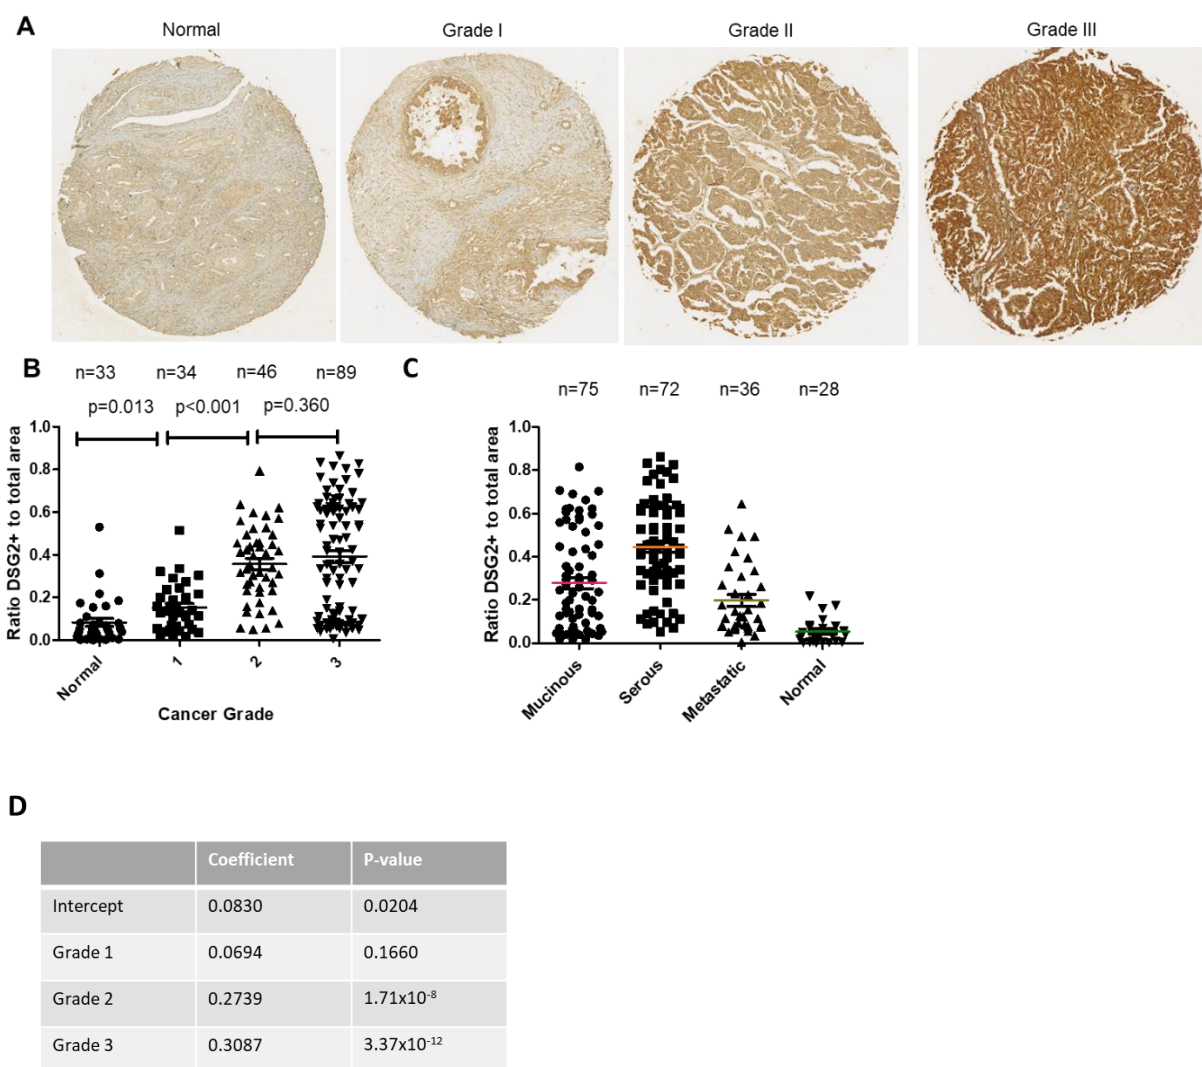 A
Normal
Grade I
Grade II
Grade III
B
n=33
n=34
n=46
n=89
p=0.013
p<0.001
p=0.360
Ratio DSG2+ to total area
1.0
0.8
0.6
0.4
0.2
0.0
Normal
1
2
3
Cancer Grade
C
n=75
n=72
n=36
n=28
Ratio DSG2+ to total area
1.0
0.8
0.6
0.4
0.2
0.0
Mucinous
Serous
Metastatic
Normal
D
Coefficient P-value
Intercept 0.0830 0.0204
Grade 1 0.0694 0.1660
Grade 2 0.2739 1.71x10⁻⁸
Grade 3 0.3087 3.37x10⁻¹²